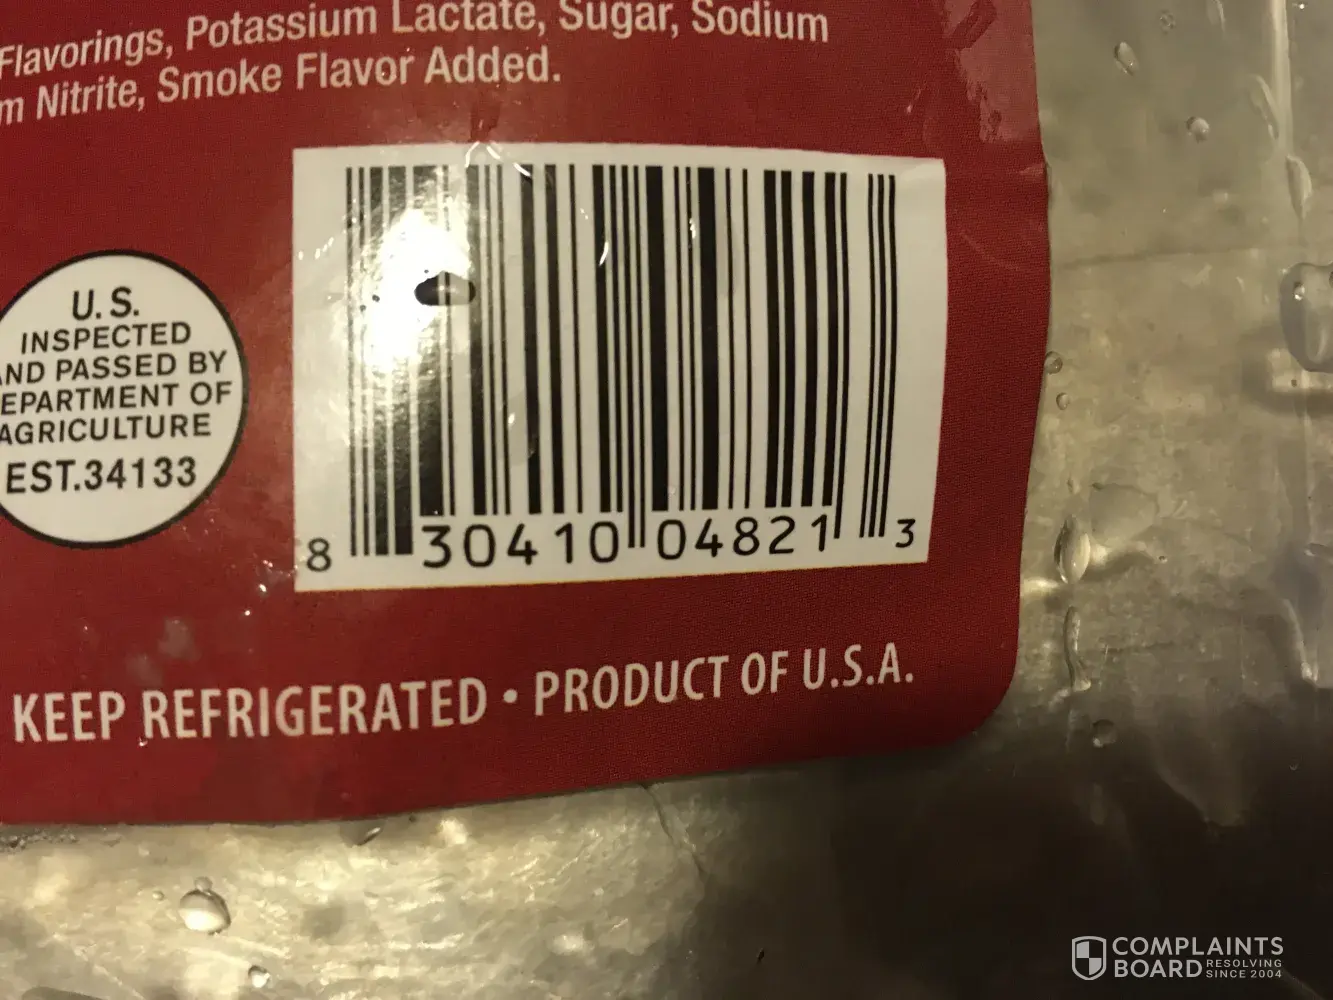 Flavorings, Potassium Lactate, Sugar, Sodium
m Nitrite, Smoke Flavor Added.
U.S.
INSPECTED
AND PASSED BY
DEPARTMENT OF
AGRICULTURE
EST.34133
8 30410 04821 3
KEEP REFRIGERATED • PRODUCT OF U.S.A.
COMPLAINTS
BOARD RESOLVING
SINCE 2004